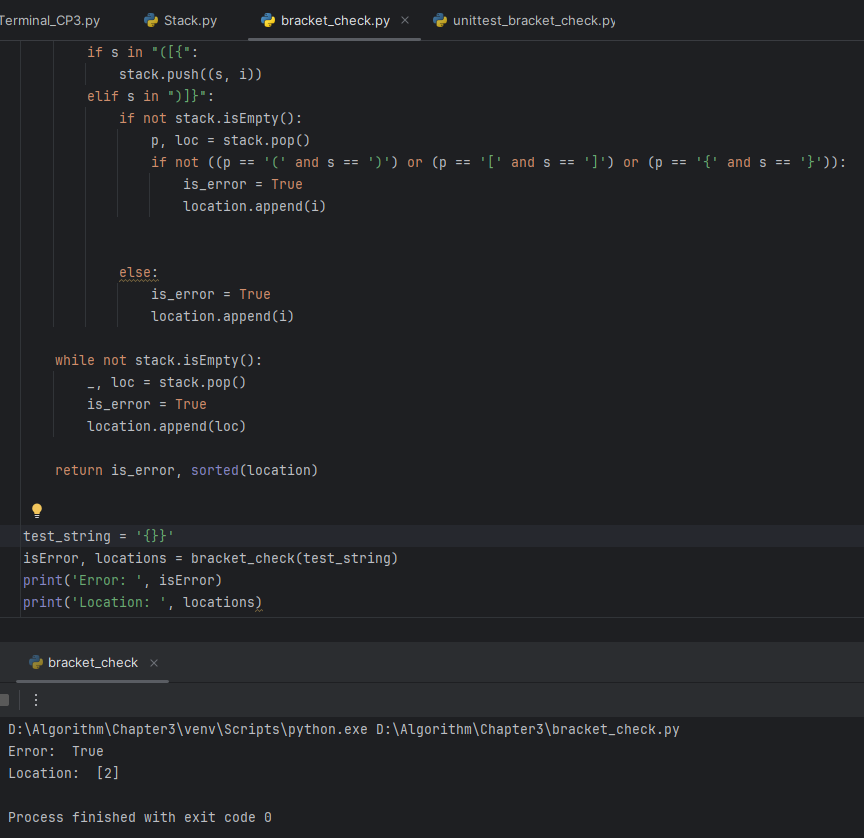 Terminal_CP3.py Stack.py bracket_check.py × unittest_bracket_check.py
if s in "([{":
stack.push((s, i))
elif s in ")]}":
if not stack.isEmpty():
p, loc = stack.pop()
if not ((p == '(' and s == ')') or (p == '[' and s == ']') or (p == '{' and s == '}')):
is_error = True
location.append(i)
else:
is_error = True
location.append(i)
while not stack.isEmpty():
_, loc = stack.pop()
is_error = True
location.append(loc)
return is_error, sorted(location)
test_string = '{}}'
isError, locations = bracket_check(test_string)
print('Error: ', isError)
print('Location: ', locations)
bracket_check ×
D:\Algorithm\Chapter3\venv\Scripts\python.exe D:\Algorithm\Chapter3\bracket_check.py
Error:  True
Location:  [2]
Process finished with exit code 0